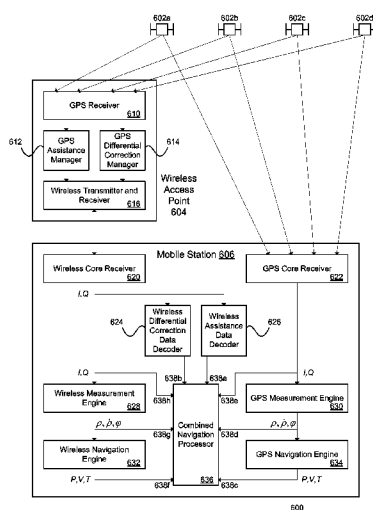 602a
602b
602c
602d
GPS Receiver
610
612
GPS
Assistance
Manager
GPS
Differential
Correction
Manager
614
Wireless Transmitter and
Receiver
616
Wireless
Access
Point
604
Mobile Station 606
Wireless Core Receiver
620
GPS Core Receiver
622
I,Q
624
Wireless
Differential
Correction
Data
Decoder
Wireless
Assistance
Data
Decoder
626
638b
638a
I,Q
I,Q
638h
638e
Wireless Measurement
Engine
628
Combined
Navigation
Processor
636
GPS Measurement Engine
630
ρ, ρ̇, φ
638g
638d
ρ, ρ̇, φ
Wireless Navigation
Engine
632
GPS Navigation Engine
634
P,V,T
638f
638c
P,V,T
600